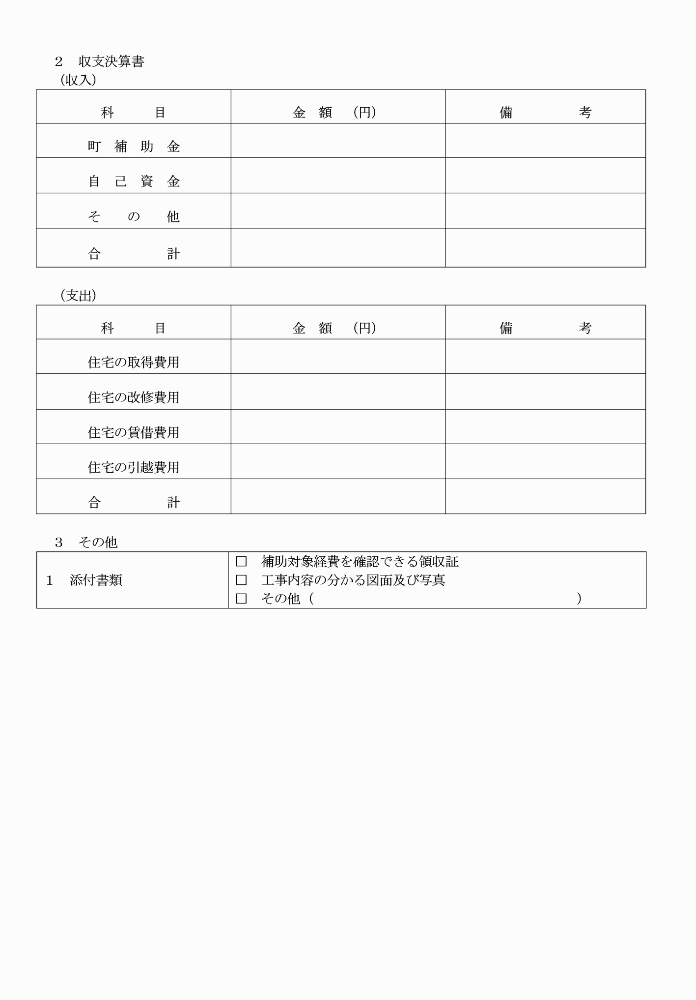 ２　収支決算書
（収入）
科　　　目　金　額　（円）　備　　　　　考
町　補　助　金
自　己　資　金
そ　　の　　他
合　　　　　計
（支出）
科　　　目　金　額　（円）　備　　　　　考
住宅の取得費用
住宅の改修費用
住宅の賃借費用
住宅の引越費用
合　　　　　計
３　その他
１　添付書類
□　補助対象経費を確認できる領収証
□　工事内容の分かる図面及び写真
□　その他（　　　　　　　　　　　　　　　　　　　　）